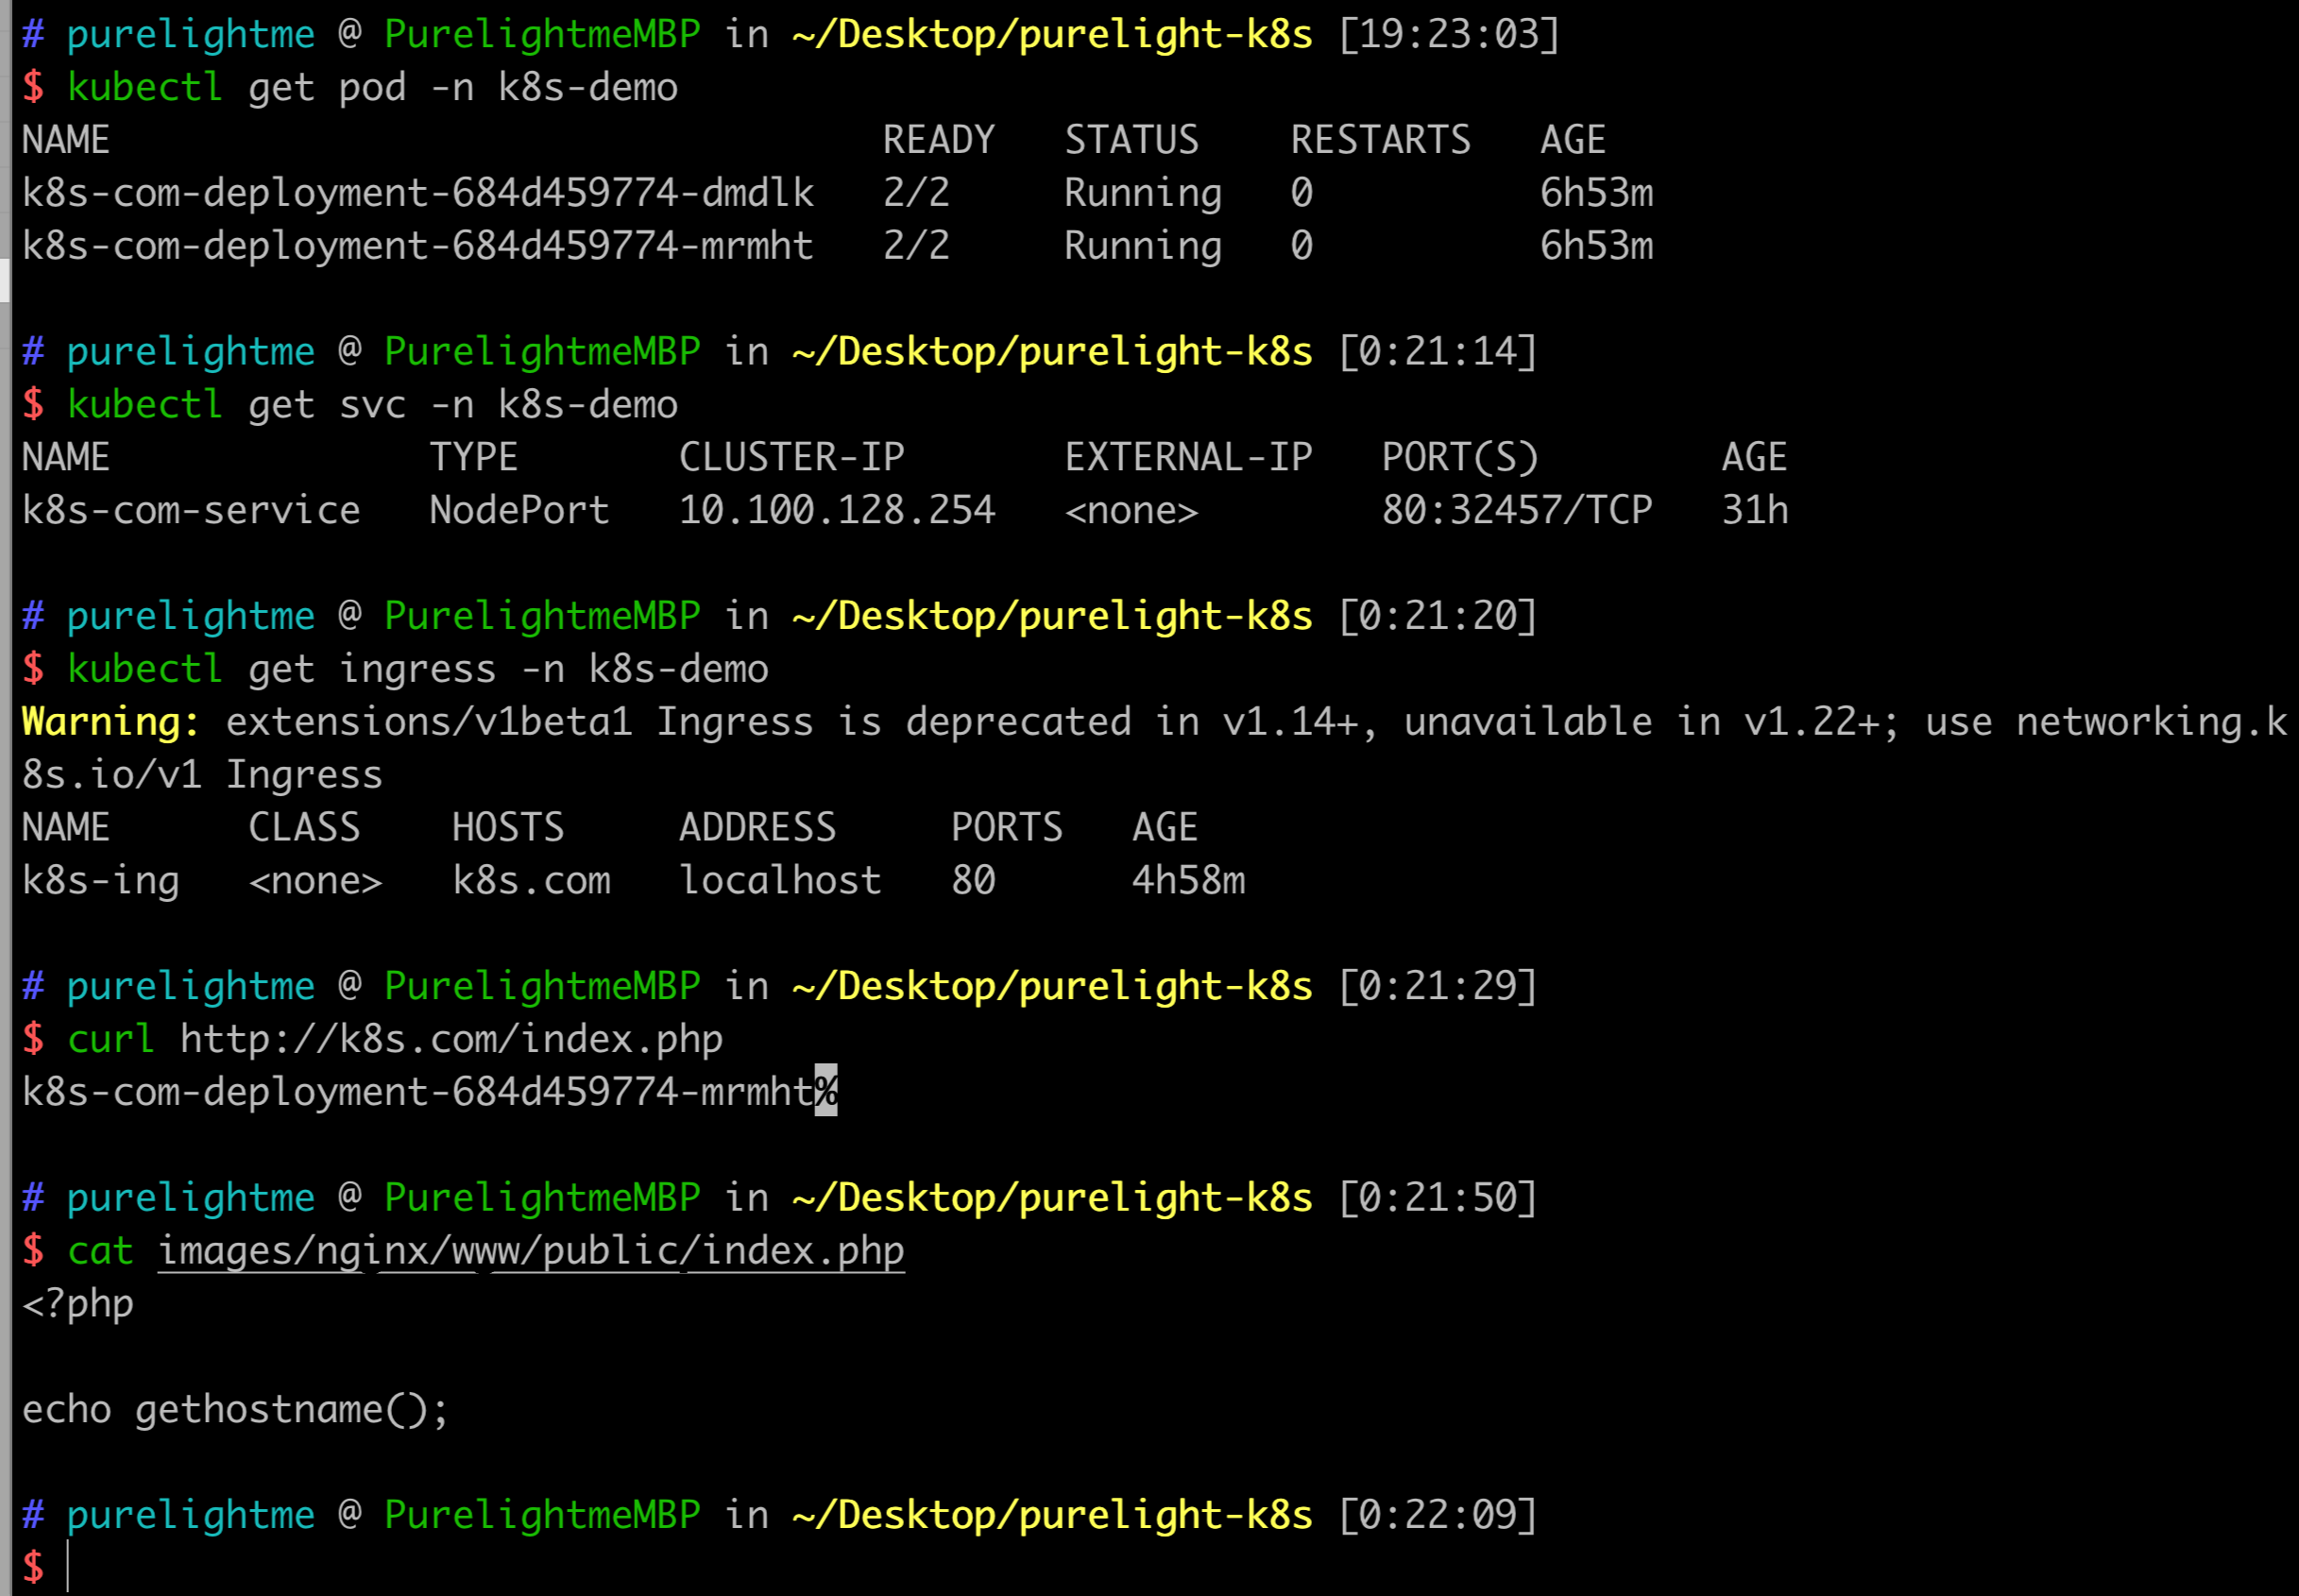 # purelightme @ PurelightmeMBP in ~/Desktop/purelight-k8s [19:23:03]
$ kubectl get pod -n k8s-demo
NAME                                  READY   STATUS    RESTARTS   AGE
k8s-com-deployment-684d459774-dmdlk   2/2     Running   0          6h53m
k8s-com-deployment-684d459774-mrmht   2/2     Running   0          6h53m
# purelightme @ PurelightmeMBP in ~/Desktop/purelight-k8s [0:21:14]
$ kubectl get svc -n k8s-demo
NAME              TYPE       CLUSTER-IP       EXTERNAL-IP   PORT(S)        AGE
k8s-com-service   NodePort   10.100.128.254   <none>        80:32457/TCP   31h
# purelightme @ PurelightmeMBP in ~/Desktop/purelight-k8s [0:21:20]
$ kubectl get ingress -n k8s-demo
Warning: extensions/v1beta1 Ingress is deprecated in v1.14+, unavailable in v1.22+; use networking.k
8s.io/v1 Ingress
NAME      CLASS    HOSTS     ADDRESS     PORTS   AGE
k8s-ing   <none>   k8s.com   localhost   80      4h58m
# purelightme @ PurelightmeMBP in ~/Desktop/purelight-k8s [0:21:29]
$ curl http://k8s.com/index.php
k8s-com-deployment-684d459774-mrmht%
# purelightme @ PurelightmeMBP in ~/Desktop/purelight-k8s [0:21:50]
$ cat images/nginx/www/public/index.php
<?php
echo gethostname();
# purelightme @ PurelightmeMBP in ~/Desktop/purelight-k8s [0:22:09]
$